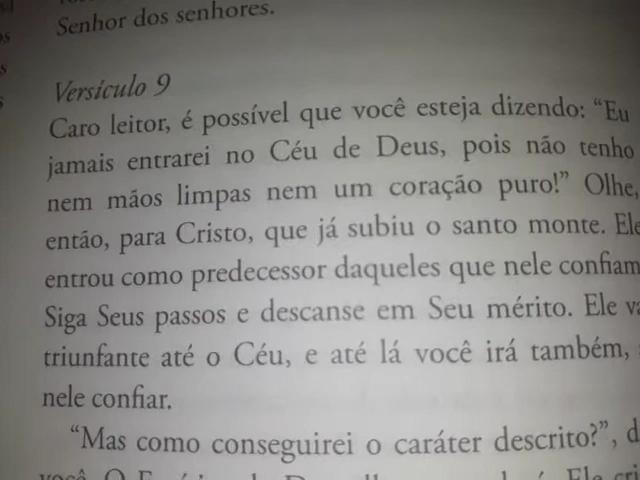 Senhor dos senhores.
Versículo 9
Caro leitor, é possível que você esteja dizendo: “Eu
jamais entrarei no Céu de Deus, pois não tenho
nem mãos limpas nem um coração puro!” Olhe,
então, para Cristo, que já subiu o santo monte. Ele
entrou como predecessor daqueles que nele confiam
Siga Seus passos e descanse em Seu mérito. Ele
triunfante até o Céu, e até lá você irá também,
nele confiar.
“Mas como conseguirei o caráter descrito?”,
você. O